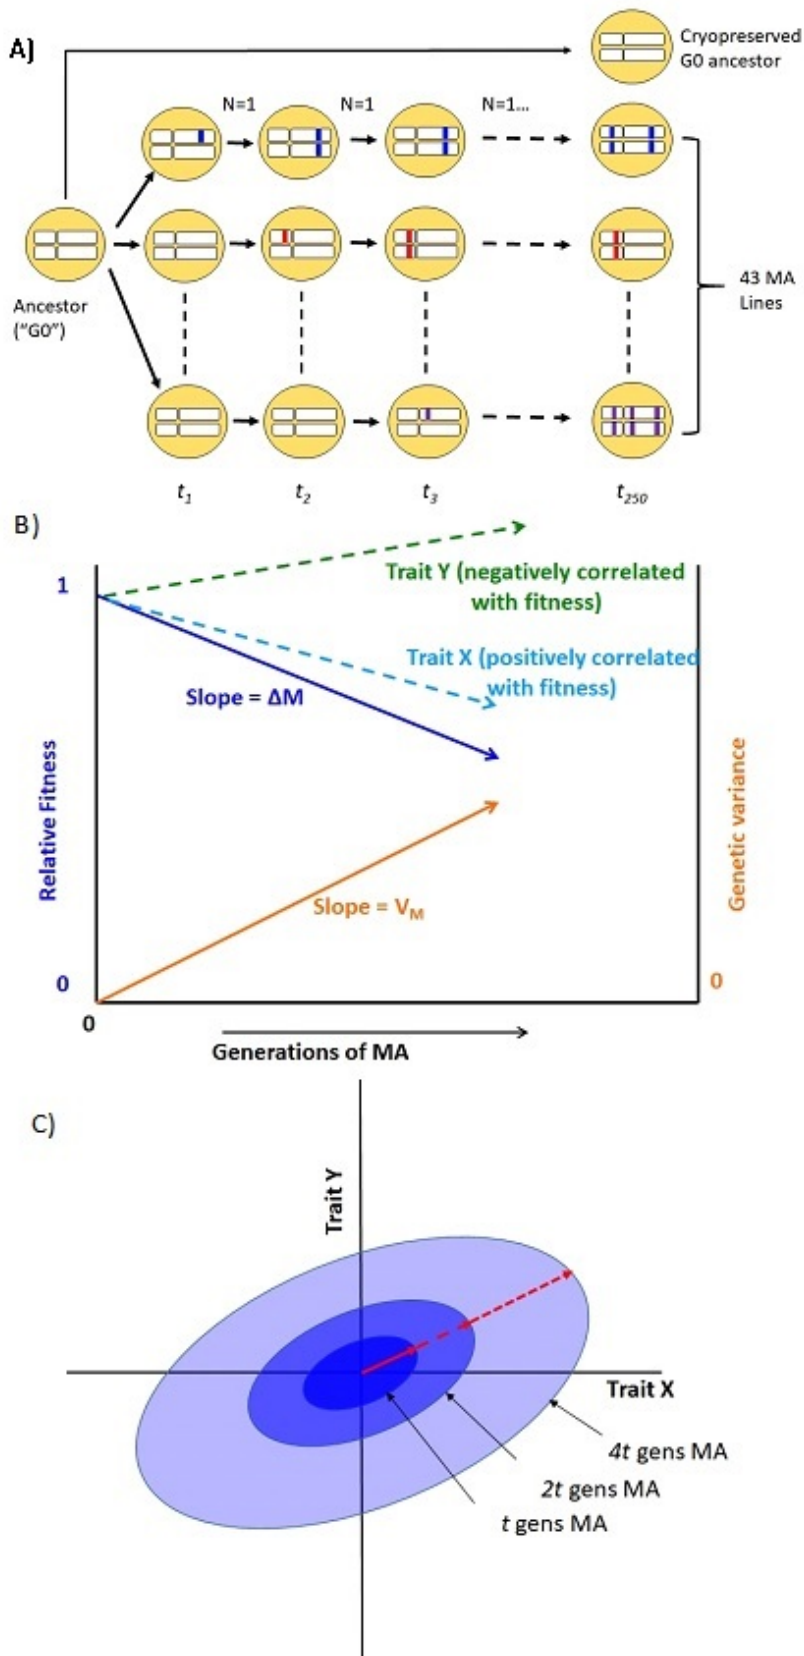 A)
Cryopreserved
G0 ancestor
N=1
N=1
N=1...
Ancestor
("G0")
43 MA
Lines
t1
t2
t3
t250
B)
1
Trait Y (negatively correlated
with fitness)
Trait X (positively correlated
with fitness)
Slope = ΔM
Relative Fitness
Genetic variance
Slope = VM
0
0
0
Generations of MA
C)
Trait Y
Trait X
4t gens MA
2t gens MA
t gens MA